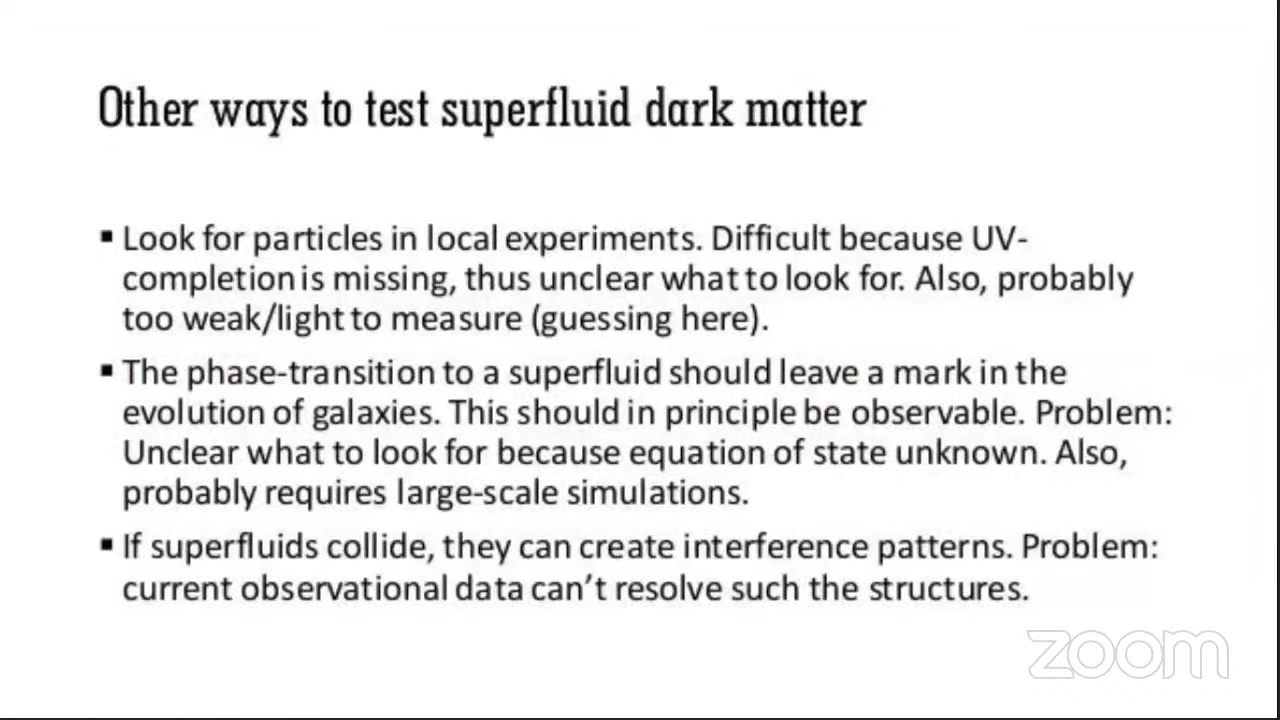 Other ways to test superfluid dark matter
▪ Look for particles in local experiments. Difficult because UV-
completion is missing, thus unclear what to look for. Also, probably
too weak/light to measure (guessing here).
▪ The phase-transition to a superfluid should leave a mark in the
evolution of galaxies. This should in principle be observable. Problem:
Unclear what to look for because equation of state unknown. Also,
probably requires large-scale simulations.
▪ If superfluids collide, they can create interference patterns. Problem:
current observational data can’t resolve such the structures.
zoom